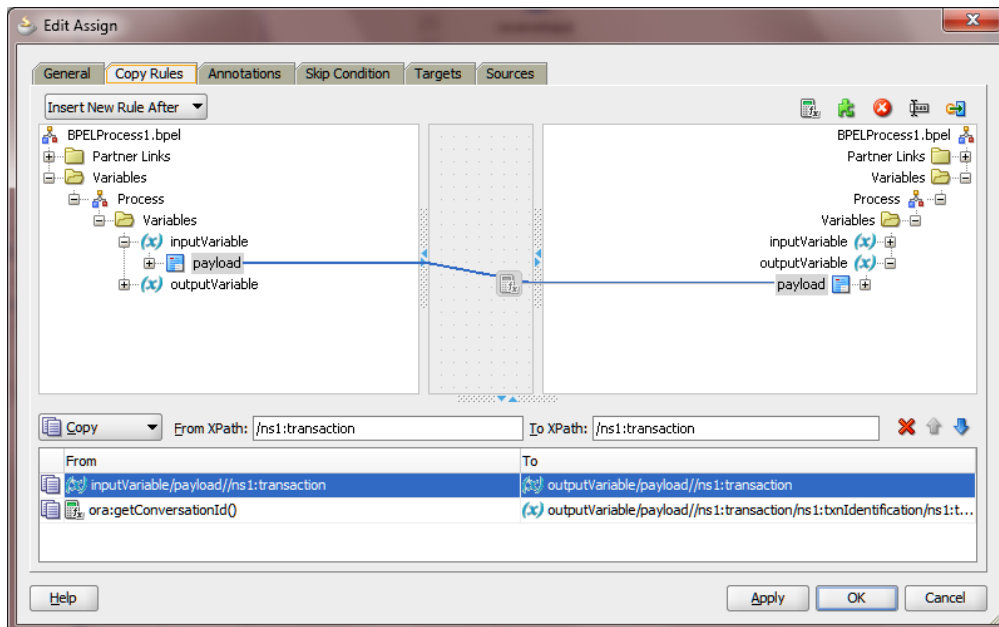 Edit Assign
General Copy Rules Annotations Skip Condition Targets Sources
Insert New Rule After
BPELProcess1.bpel
Partner Links
Variables
Process
Variables
(x) inputVariable
payload
(x) outputVariable
BPELProcess1.bpel
Partner Links
Variables
Process
Variables
inputVariable (x)
outputVariable (x)
payload
Copy From XPath: /ns1:transaction To XPath: /ns1:transaction
From To
inputVariable/payload//ns1:transaction outputVariable/payload//ns1:transaction
ora:getConversationId() (x) outputVariable/payload//ns1:transaction/ns1:txnIdentification/ns1:t...
Help Apply OK Cancel